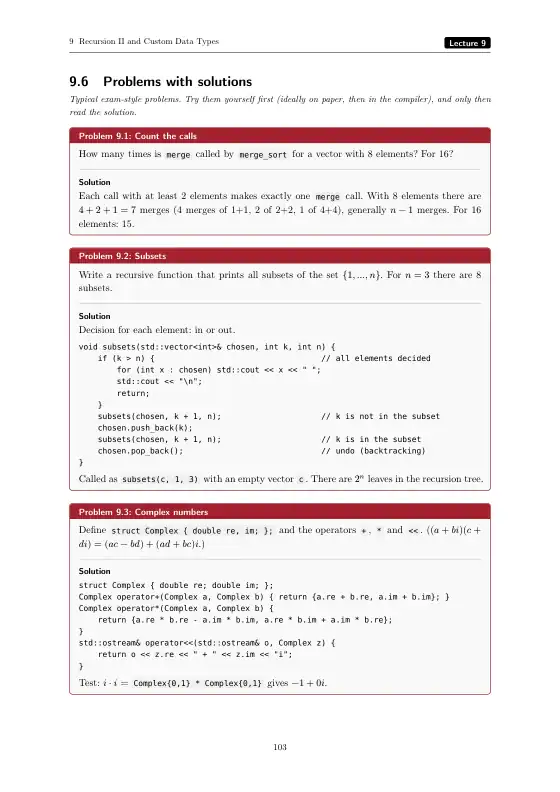 9 Recursion II and Custom Data Types
Lecture 9
9.6 Problems with solutions
Typical exam-style problems. Try them yourself first (ideally on paper, then in the compiler), and only then
read the solution.
Problem 9.1: Count the calls
How many times is merge called by merge_sort for a vector with 8 elements? For 16?
Solution
Each call with at least 2 elements makes exactly one merge call. With 8 elements there are
4 + 2 + 1 = 7 merges (4 merges of 1+1, 2 of 2+2, 1 of 4+4), generally n − 1 merges. For 16
elements: 15.
Problem 9.2: Subsets
Write a recursive function that prints all subsets of the set {1, ..., n}. For n = 3 there are 8
subsets.
Solution
Decision for each element: in or out.
void subsets(std::vector<int>& chosen, int k, int n) {
    if (k > n) {                                  // all elements decided
        for (int x : chosen) std::cout << x << " ";
        std::cout << "\n";
        return;
    }
    subsets(chosen, k + 1, n);                    // k is not in the subset
    chosen.push_back(k);
    subsets(chosen, k + 1, n);                    // k is in the subset
    chosen.pop_back();                            // undo (backtracking)
}
Called as subsets(c, 1, 3) with an empty vector c. There are 2ⁿ leaves in the recursion tree.
Problem 9.3: Complex numbers
Define struct Complex { double re, im; }; and the operators +, * and <<. ((a + bi)(c +
di) = (ac − bd) + (ad + bc)i.)
Solution
struct Complex { double re; double im; };
Complex operator+(Complex a, Complex b) { return {a.re + b.re, a.im + b.im}; }
Complex operator*(Complex a, Complex b) {
    return {a.re * b.re - a.im * b.im, a.re * b.im + a.im * b.re};
}
std::ostream& operator<<(std::ostream& o, Complex z) {
    return o << z.re << " + " << z.im << "i";
}
Test: i · i = Complex{0,1} * Complex{0,1} gives −1 + 0i.
103